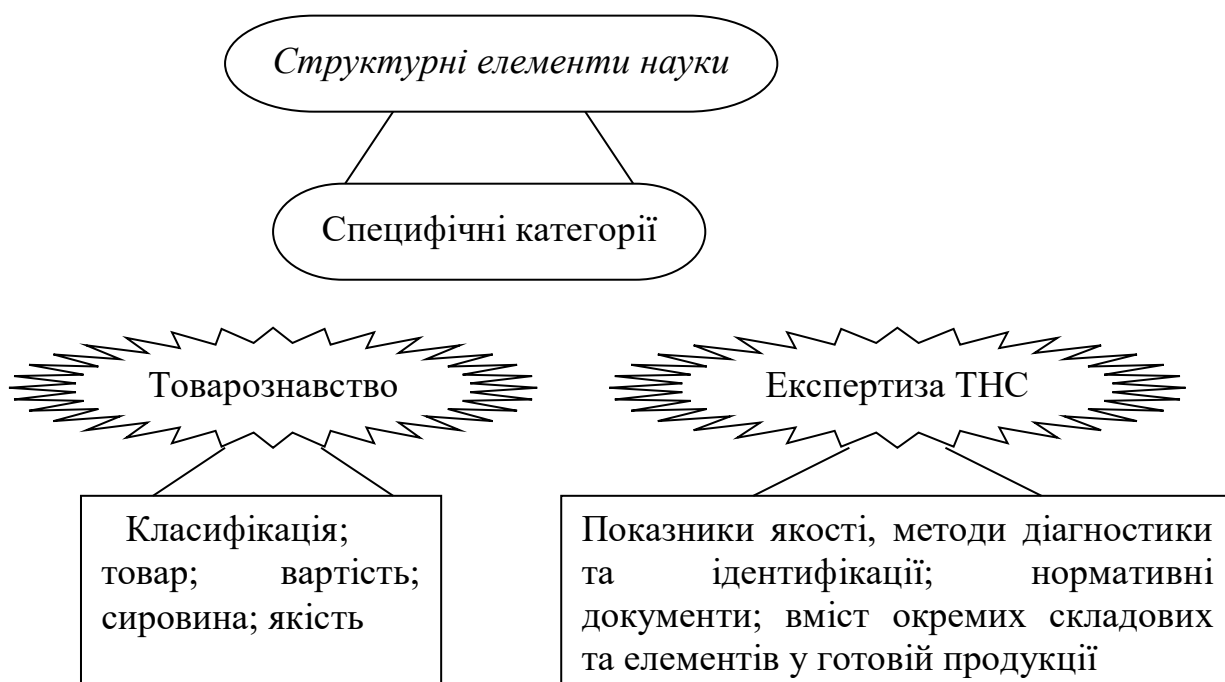 Структурні елементи науки
Специфічні категорії
Товарознавство
Експертиза ТНС
Класифікація;
товар; вартість;
сировина; якість
Показники якості, методи діагностики
та ідентифікації; нормативні
документи; вміст окремих складових
та елементів у готовій продукції